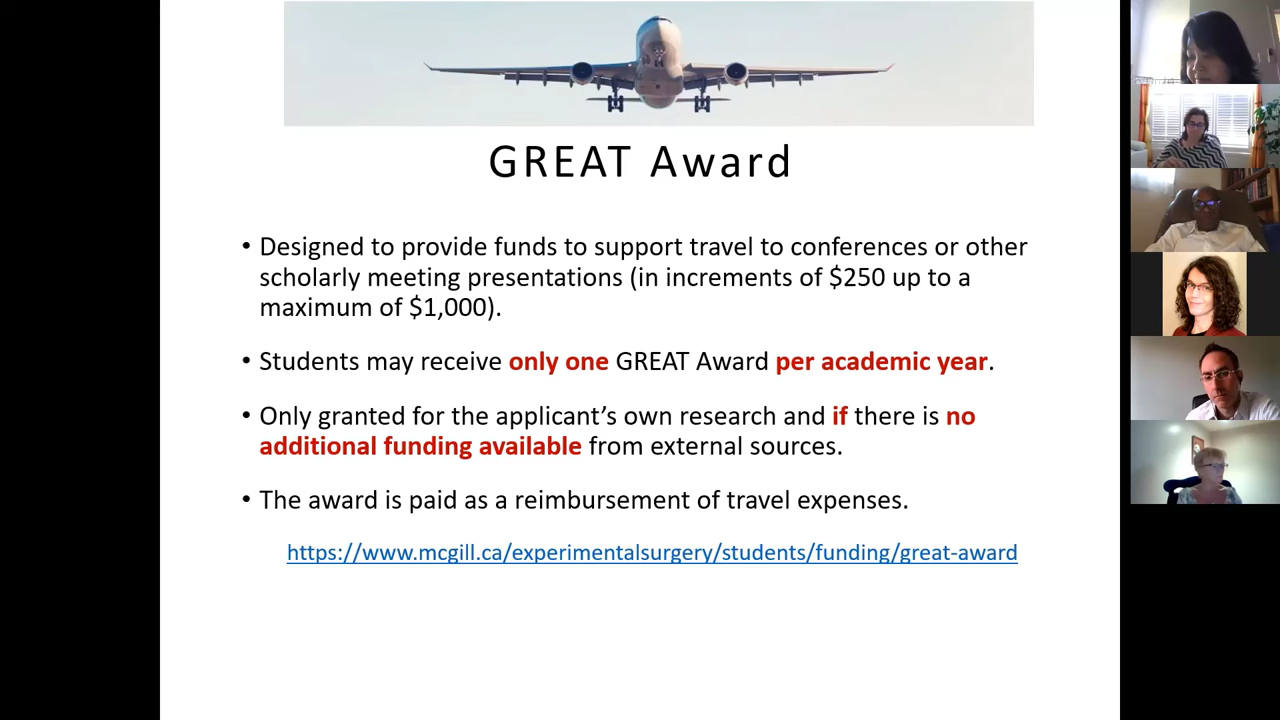 GREAT Award
• Designed to provide funds to support travel to conferences or other
scholarly meeting presentations (in increments of $250 up to a
maximum of $1,000).
• Students may receive only one GREAT Award per academic year.
• Only granted for the applicant’s own research and if there is no
additional funding available from external sources.
• The award is paid as a reimbursement of travel expenses.
https://www.mcgill.ca/experimentalsurgery/students/funding/great-award